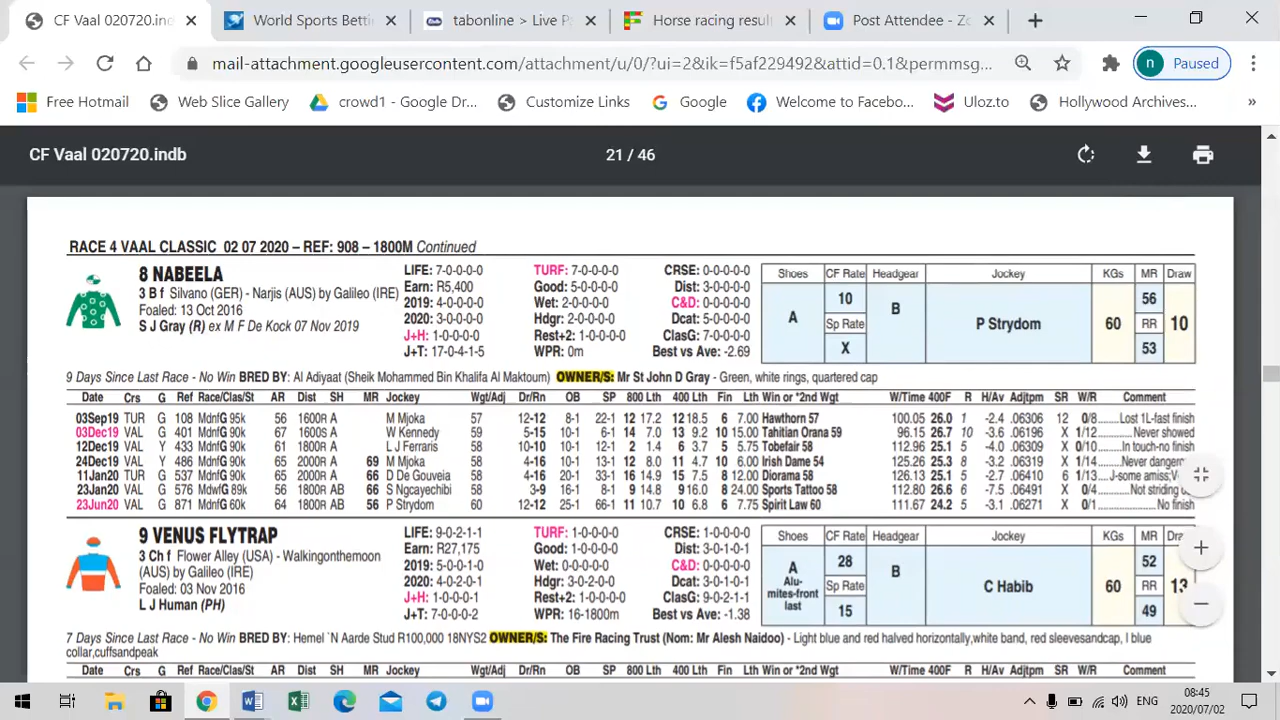 CF Vaal 020720.ind
World Sports Betti
tabonline > Live P
Horse racing resul
Post Attendee - Zo
mail-attachment.googleusercontent.com/attachment/u/0/?ui=2&ik=f5af229492&attid=0.1&permmsg...
n Paused
Free Hotmail
Web Slice Gallery
crowd1 - Google Dr...
Customize Links
Google
Welcome to Facebo...
Uloz.to
Hollywood Archives...
»
CF Vaal 020720.indb
21 / 46
RACE 4 VAAL CLASSIC 02 07 2020 – REF: 908 – 1800M Continued
8 NABEELA
3 B f Silvano (GER) - Narjis (AUS) by Galileo (IRE)
Foaled: 13 Oct 2016
S J Gray (R) ex M F De Kock 07 Nov 2019
LIFE: 7-0-0-0-0 TURF: 7-0-0-0-0 CRSE: 0-0-0-0-0
Earn: R5,400 Good: 5-0-0-0-0 Dist: 3-0-0-0-0
2019: 4-0-0-0-0 Wet: 2-0-0-0-0 C&D: 0-0-0-0-0
2020: 3-0-0-0-0 Hdgr: 2-0-0-0-0 Dcat: 5-0-0-0-0
J+H: 1-0-0-0-0 Rest+2: 1-0-0-0-0 ClasG: 7-0-0-0-0
J+T: 17-0-4-1-5 WPR: 0m Best vs Ave: -2.69
Shoes CF Rate Headgear Jockey KGs MR Draw
A 10 B P Strydom 60 56 10
Sp Rate RR
X 53
9 Days Since Last Race - No Win BRED BY: Al Adiyaat (Sheik Mohammed Bin Khalifa Al Maktoum) OWNER/S: Mr St John D Gray - Green, white rings, quartered cap
Date Crs G Ref Race/Clas/St AR Dist SH MR Jockey Wgt/Adj Dr/Rn OB SP 800 Lth 400 Lth Fin Lth Win or *2nd Wgt W/Time 400F R H/Av Adjtpm SR W/R Comment
03Sep19 TUR G 108 MdnfG 95k 56 1600R A M Mjoka 57 12-12 8-1 22-1 12 17.2 12 18.5 6 7.00 Hawthorn 57 100.05 26.0 1 -2.4 .06306 12 0/8 ....Lost 1L-fast finish
03Dec19 VAL G 401 MdnfG 90k 67 1600S A W Kennedy 59 5-15 10-1 6-1 14 7.0 13 9.2 10 15.00 Tahitian Orana 59 96.15 26.7 10 -3.6 .06196 X 1/12 ..............Never showed
12Dec19 VAL Y 433 MdnfG 90k 61 1800R A L J Ferraris 58 10-10 10-1 12-1 2 1.4 6 3.7 5 5.75 Tobefair 58 112.96 25.1 5 -4.0 .06309 X 0/10 .........In touch-no finish
24Dec19 VAL Y 486 MdnfG 90k 65 2000R A 69 M Mjoka 58 4-16 10-1 13-1 12 8.0 11 4.7 10 6.00 Irish Dame 54 125.26 25.3 8 -3.2 .06319 X 1/14 .........Never danger
11Jan20 TUR G 537 MdnfG 90k 65 2000R A 66 D De Gouveia 58 4-16 20-1 33-1 16 14.9 15 7.5 8 12.00 Diorama 58 126.13 25.1 5 -2.7 .06410 6 1/13 ....J-some amiss;V
23Jan20 VAL G 576 MdwfG 89k 56 1800R AB 66 S Ngcayechibi 58 3-9 16-1 8-1 9 14.8 9 16.0 8 24.00 Sports Tattoo 58 112.80 26.6 6 -7.5 .06491 X 0/4 ..............Not striding
23Jun20 VAL G 871 MdnfG 60k 64 1800R AB 56 P Strydom 60 12-12 25-1 66-1 11 10.7 10 6.8 6 7.75 Spirit Law 60 111.67 24.2 5 -3.1 .06271 X 0/1 .......................No finish
9 VENUS FLYTRAP
3 Ch f Flower Alley (USA) - Walkingonthemoon
(AUS) by Galileo (IRE)
Foaled: 03 Nov 2016
L J Human (PH)
LIFE: 9-0-2-1-1 TURF: 1-0-0-0-0 CRSE: 1-0-0-0-0
Earn: R27,175 Good: 1-0-0-0-0 Dist: 3-0-1-0-1
2019: 5-0-0-1-0 Wet: 0-0-0-0-0 C&D: 0-0-0-0-0
2020: 4-0-2-0-1 Hdgr: 3-0-2-0-0 Dcat: 3-0-1-0-1
J+H: 1-0-0-0-1 Rest+2: 1-0-0-0-0 ClasG: 9-0-2-1-1
J+T: 7-0-0-0-2 WPR: 16-1800m Best vs Ave: -1.38
Shoes CF Rate Headgear Jockey KGs MR Dra
A 28 B C Habib 60 52 13
Alu- Sp Rate RR
mites-front 15 49
last
7 Days Since Last Race - No Win BRED BY: Hemel `N Aarde Stud R100,000 18NYS2 OWNER/S: The Fire Racing Trust (Nom: Mr Alesh Naidoo) - Light blue and red halved horizontally,white band, red sleevesandcap, l blue
collar,cuffsandpeak
Date Crs G Ref Race/Clas/St AR Dist SH MR Jockey Wgt/Adj Dr/Rn OB SP 800 Lth 400 Lth Fin Lth Win or *2nd Wgt W/Time 400F R H/Av Adjtpm SR W/R Comment
ENG
08:45
2020/07/02